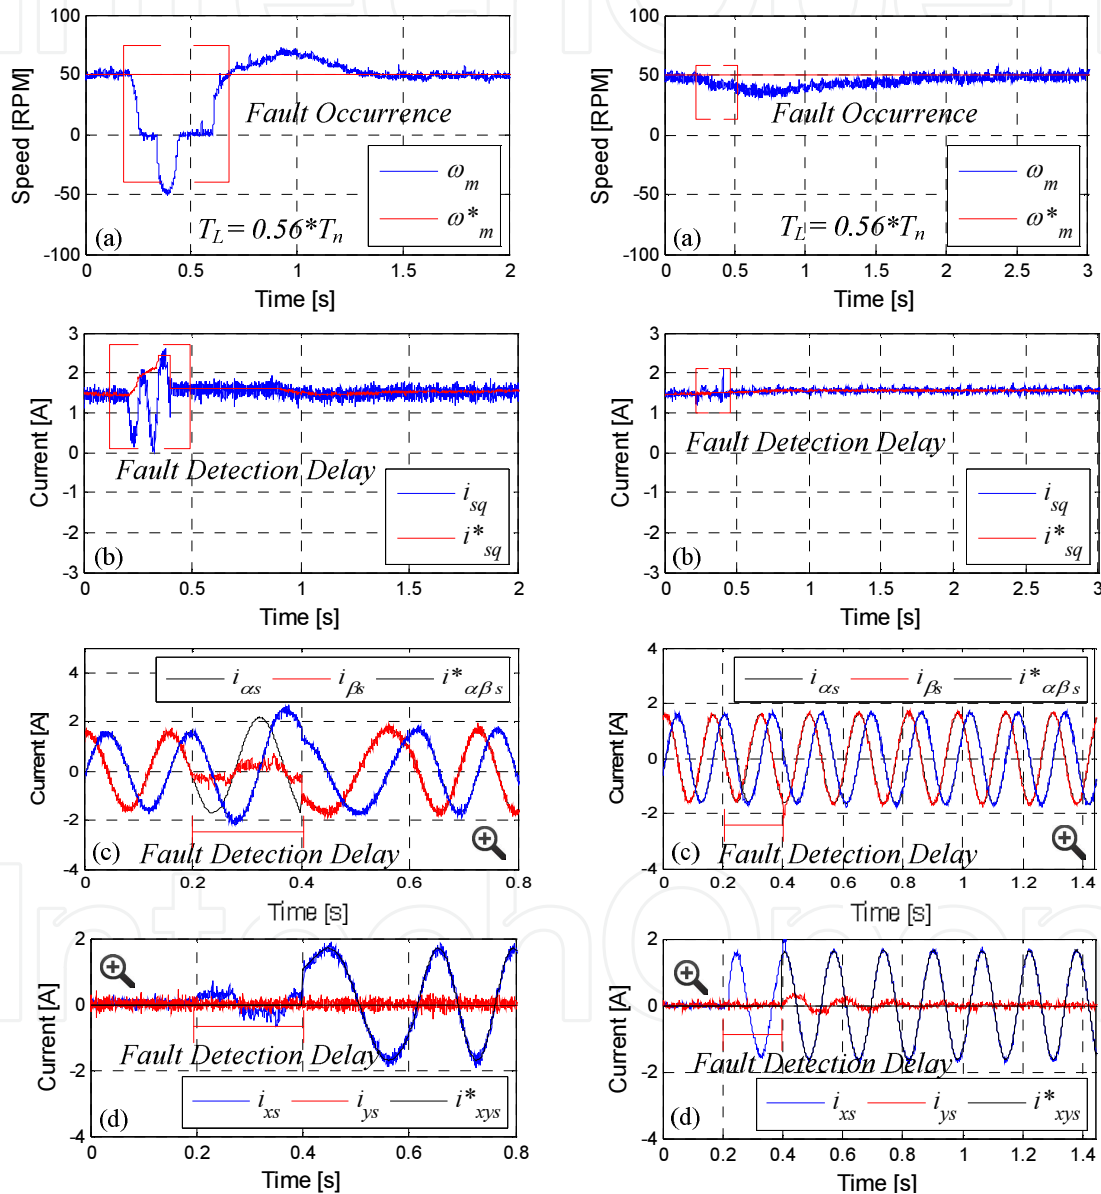 100
50
0
-50
-100
Speed [RPM]
Fault Occurrence
ω_m
ω*_m
(a)
T_L = 0.56*T_n
0 0.5 1 1.5 2
Time [s]
100
50
0
-50
-100
Speed [RPM]
Fault Occurrence
ω_m
ω*_m
(a)
T_L = 0.56*T_n
0 0.5 1 1.5 2 2.5 3
Time [s]
3
2
1
0
-1
-2
-3
Current [A]
Fault Detection Delay
i_sq
i*_sq
(b)
0 0.5 1 1.5 2
Time [s]
3
2
1
0
-1
-2
-3
Current [A]
Fault Detection Delay
i_sq
i*_sq
(b)
0 0.5 1 1.5 2 2.5 3
Time [s]
4
2
0
-2
-4
Current [A]
i_αs i_βs i*_αβs
(c)
Fault Detection Delay
0 0.2 0.4 0.6 0.8
Time [s]
4
2
0
-2
-4
Current [A]
i_αs i_βs i*_αβs
(c)
Fault Detection Delay
0 0.2 0.4 0.6 0.8 1 1.2 1.4
Time [s]
2
0
-2
-4
Current [A]
Fault Detection Delay
(d)
i_xs i_ys i*_xys
0 0.2 0.4 0.6 0.8
Time [s]
2
0
-2
-4
Current [A]
Fault Detection Delay
(d)
i_xs i_ys i*_xys
0 0.2 0.4 0.6 0.8 1 1.2 1.4
Time [s]